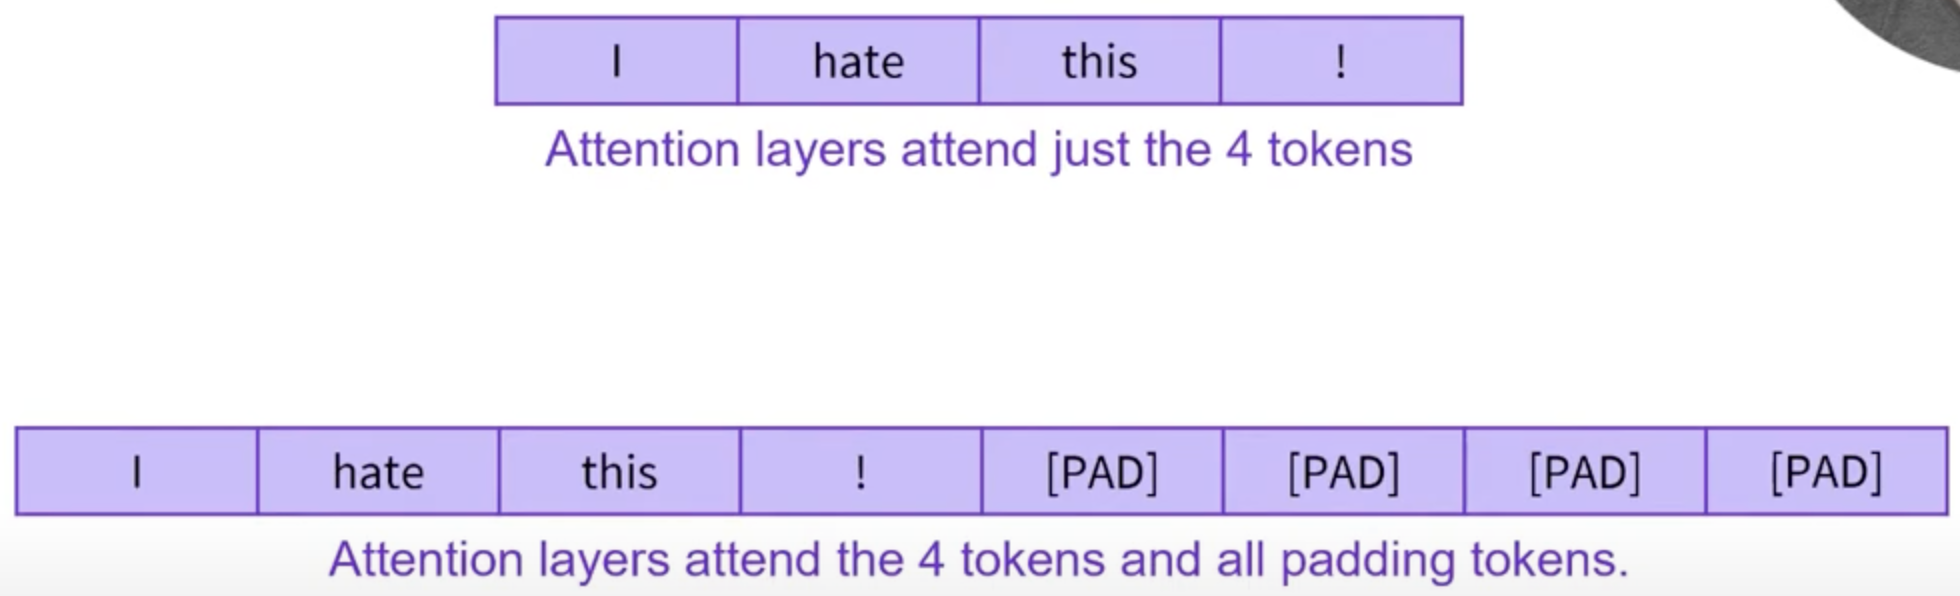 I hate this !
Attention layers attend just the 4 tokens
I hate this ! [PAD] [PAD] [PAD] [PAD]
Attention layers attend the 4 tokens and all padding tokens.